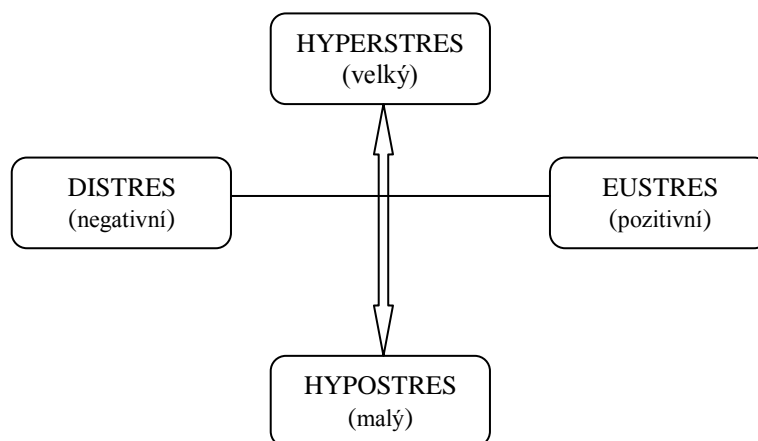 HYPERSTRES
(velký)
DISTRES
(negativní)
EUSTRES
(pozitivní)
HYPOSTRES
(malý)